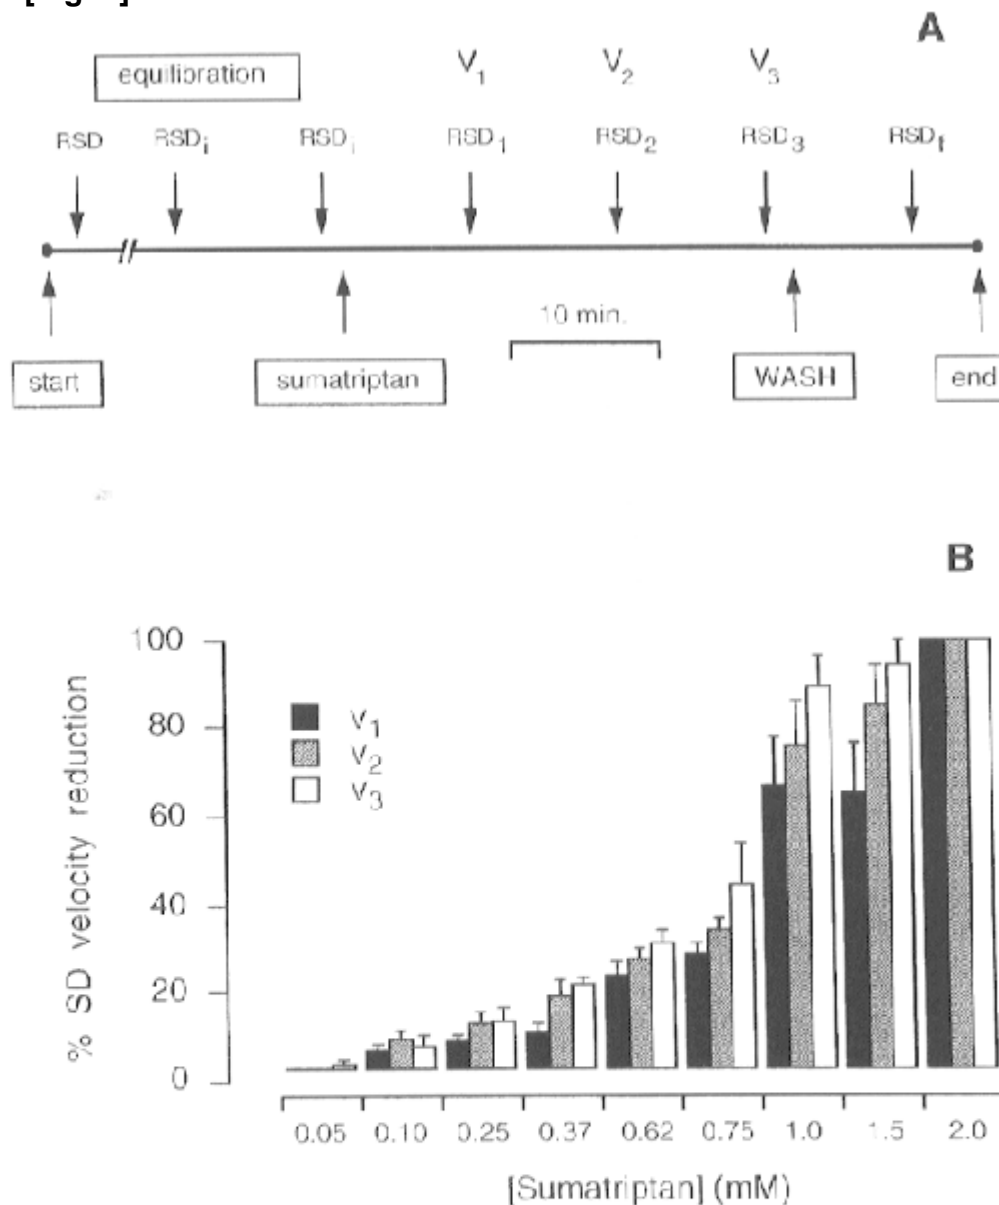 A
equilibration V1 V2 V3
RSD RSDi RSDi RSD1 RSD2 RSD3 RSDf
10 min.
start sumatriptan WASH end
B
100
80
60
40
20
0
% SD velocity reduction
V1
V2
V3
0.05 0.10 0.25 0.37 0.62 0.75 1.0 1.5 2.0
[Sumatriptan] (mM)